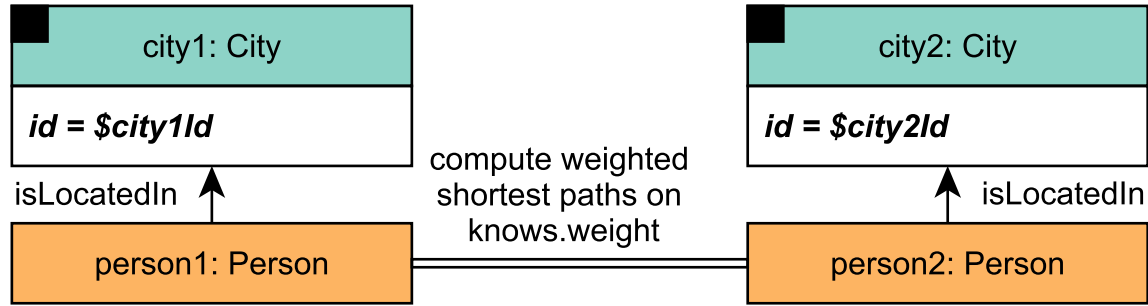 city1: City
city2: City
id = $city1Id
id = $city2Id
compute weighted
shortest paths on
knows.weight
isLocatedIn
isLocatedIn
person1: Person
person2: Person